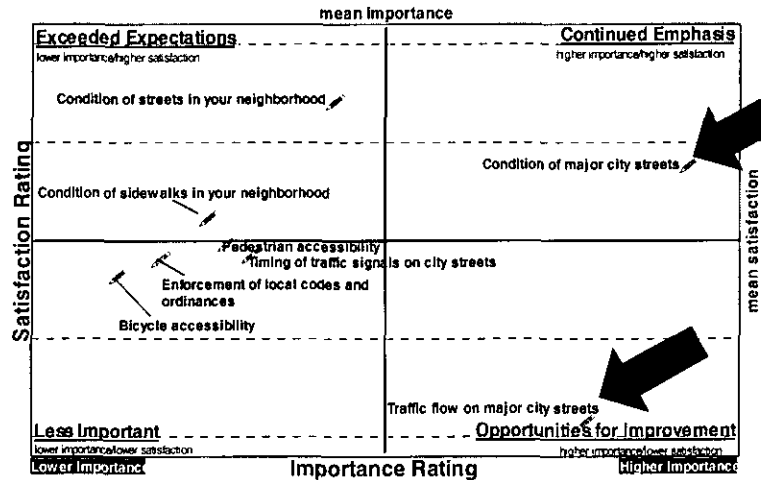 mean importance
Exceeded Expectations
lower importance/higher satisfaction
Continued Emphasis
higher importance/higher satisfaction
Condition of streets in your neighborhood
Condition of major city streets
Condition of sidewalks in your neighborhood
Satisfaction Rating
mean satisfaction
Pedestrian accessibility
Timing of traffic signals on city streets
Enforcement of local codes and
ordinances
Bicycle accessibility
Traffic flow on major city streets
Less Important
lower importance/lower satisfaction
Opportunities for Improvement
higher importance/lower satisfaction
Lower Importance
Importance Rating
Higher Importance